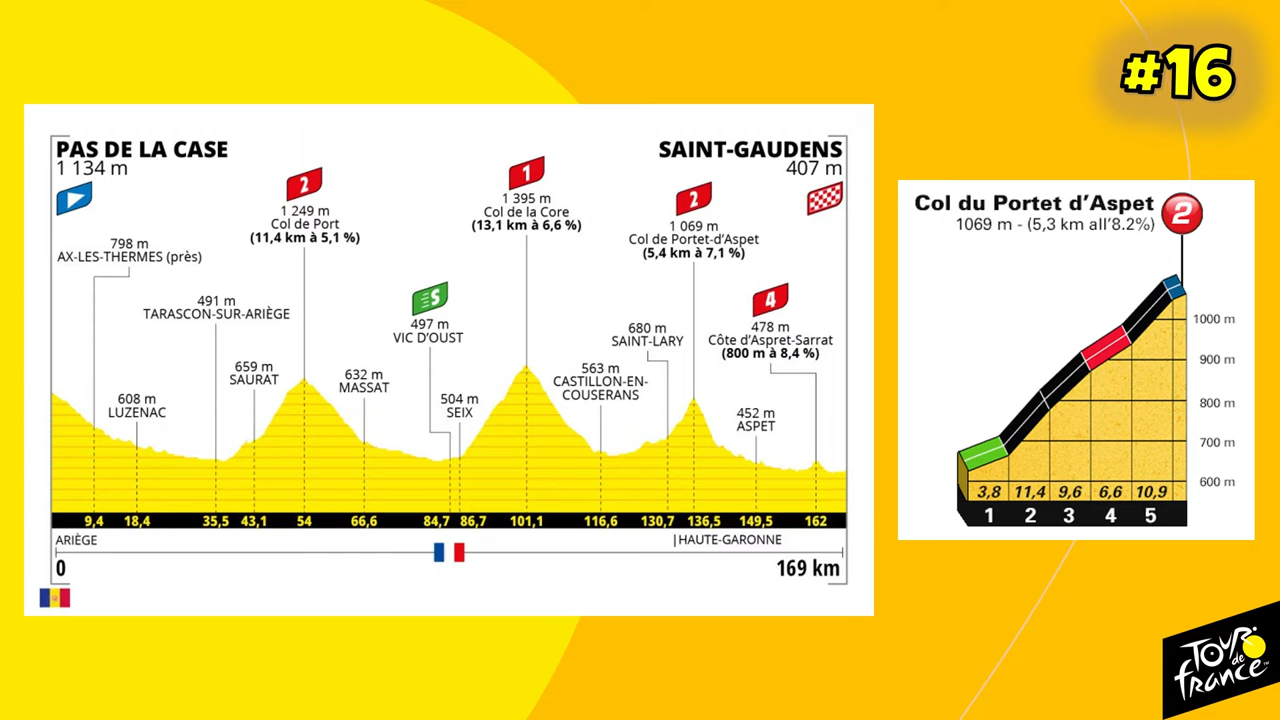 #16
PAS DE LA CASE
1 134 m
SAINT-GAUDENS
407 m
2
1 249 m
Col de Port
(11,4 km à 5,1 %)
1
1 395 m
Col de la Core
(13,1 km à 6,6 %)
2
1 069 m
Col de Portet-d’Aspet
(5,4 km à 7,1 %)
798 m
AX-LES-THERMES (près)
491 m
TARASCON-SUR-ARIÈGE
S
497 m
VIC D’OUST
680 m
SAINT-LARY
4
478 m
Côte d’Aspret-Sarrat
(800 m à 8,4 %)
659 m
SAURAT
632 m
MASSAT
608 m
LUZENAC
504 m
SEIX
563 m
CASTILLON-EN-
COUSERANS
452 m
ASPET
9,4 18,4 35,5 43,1 54 66,6 84,7 86,7 101,1 116,6 130,7 136,5 149,5 162
ARIÈGE |HAUTE-GARONNE
0 169 km
Col du Portet d’Aspet
1069 m - (5,3 km all’8.2%)
2
1000 m
900 m
800 m
700 m
600 m
3,8 11,4 9,6 6,6 10,9
1 2 3 4 5
TOUR
de
france™